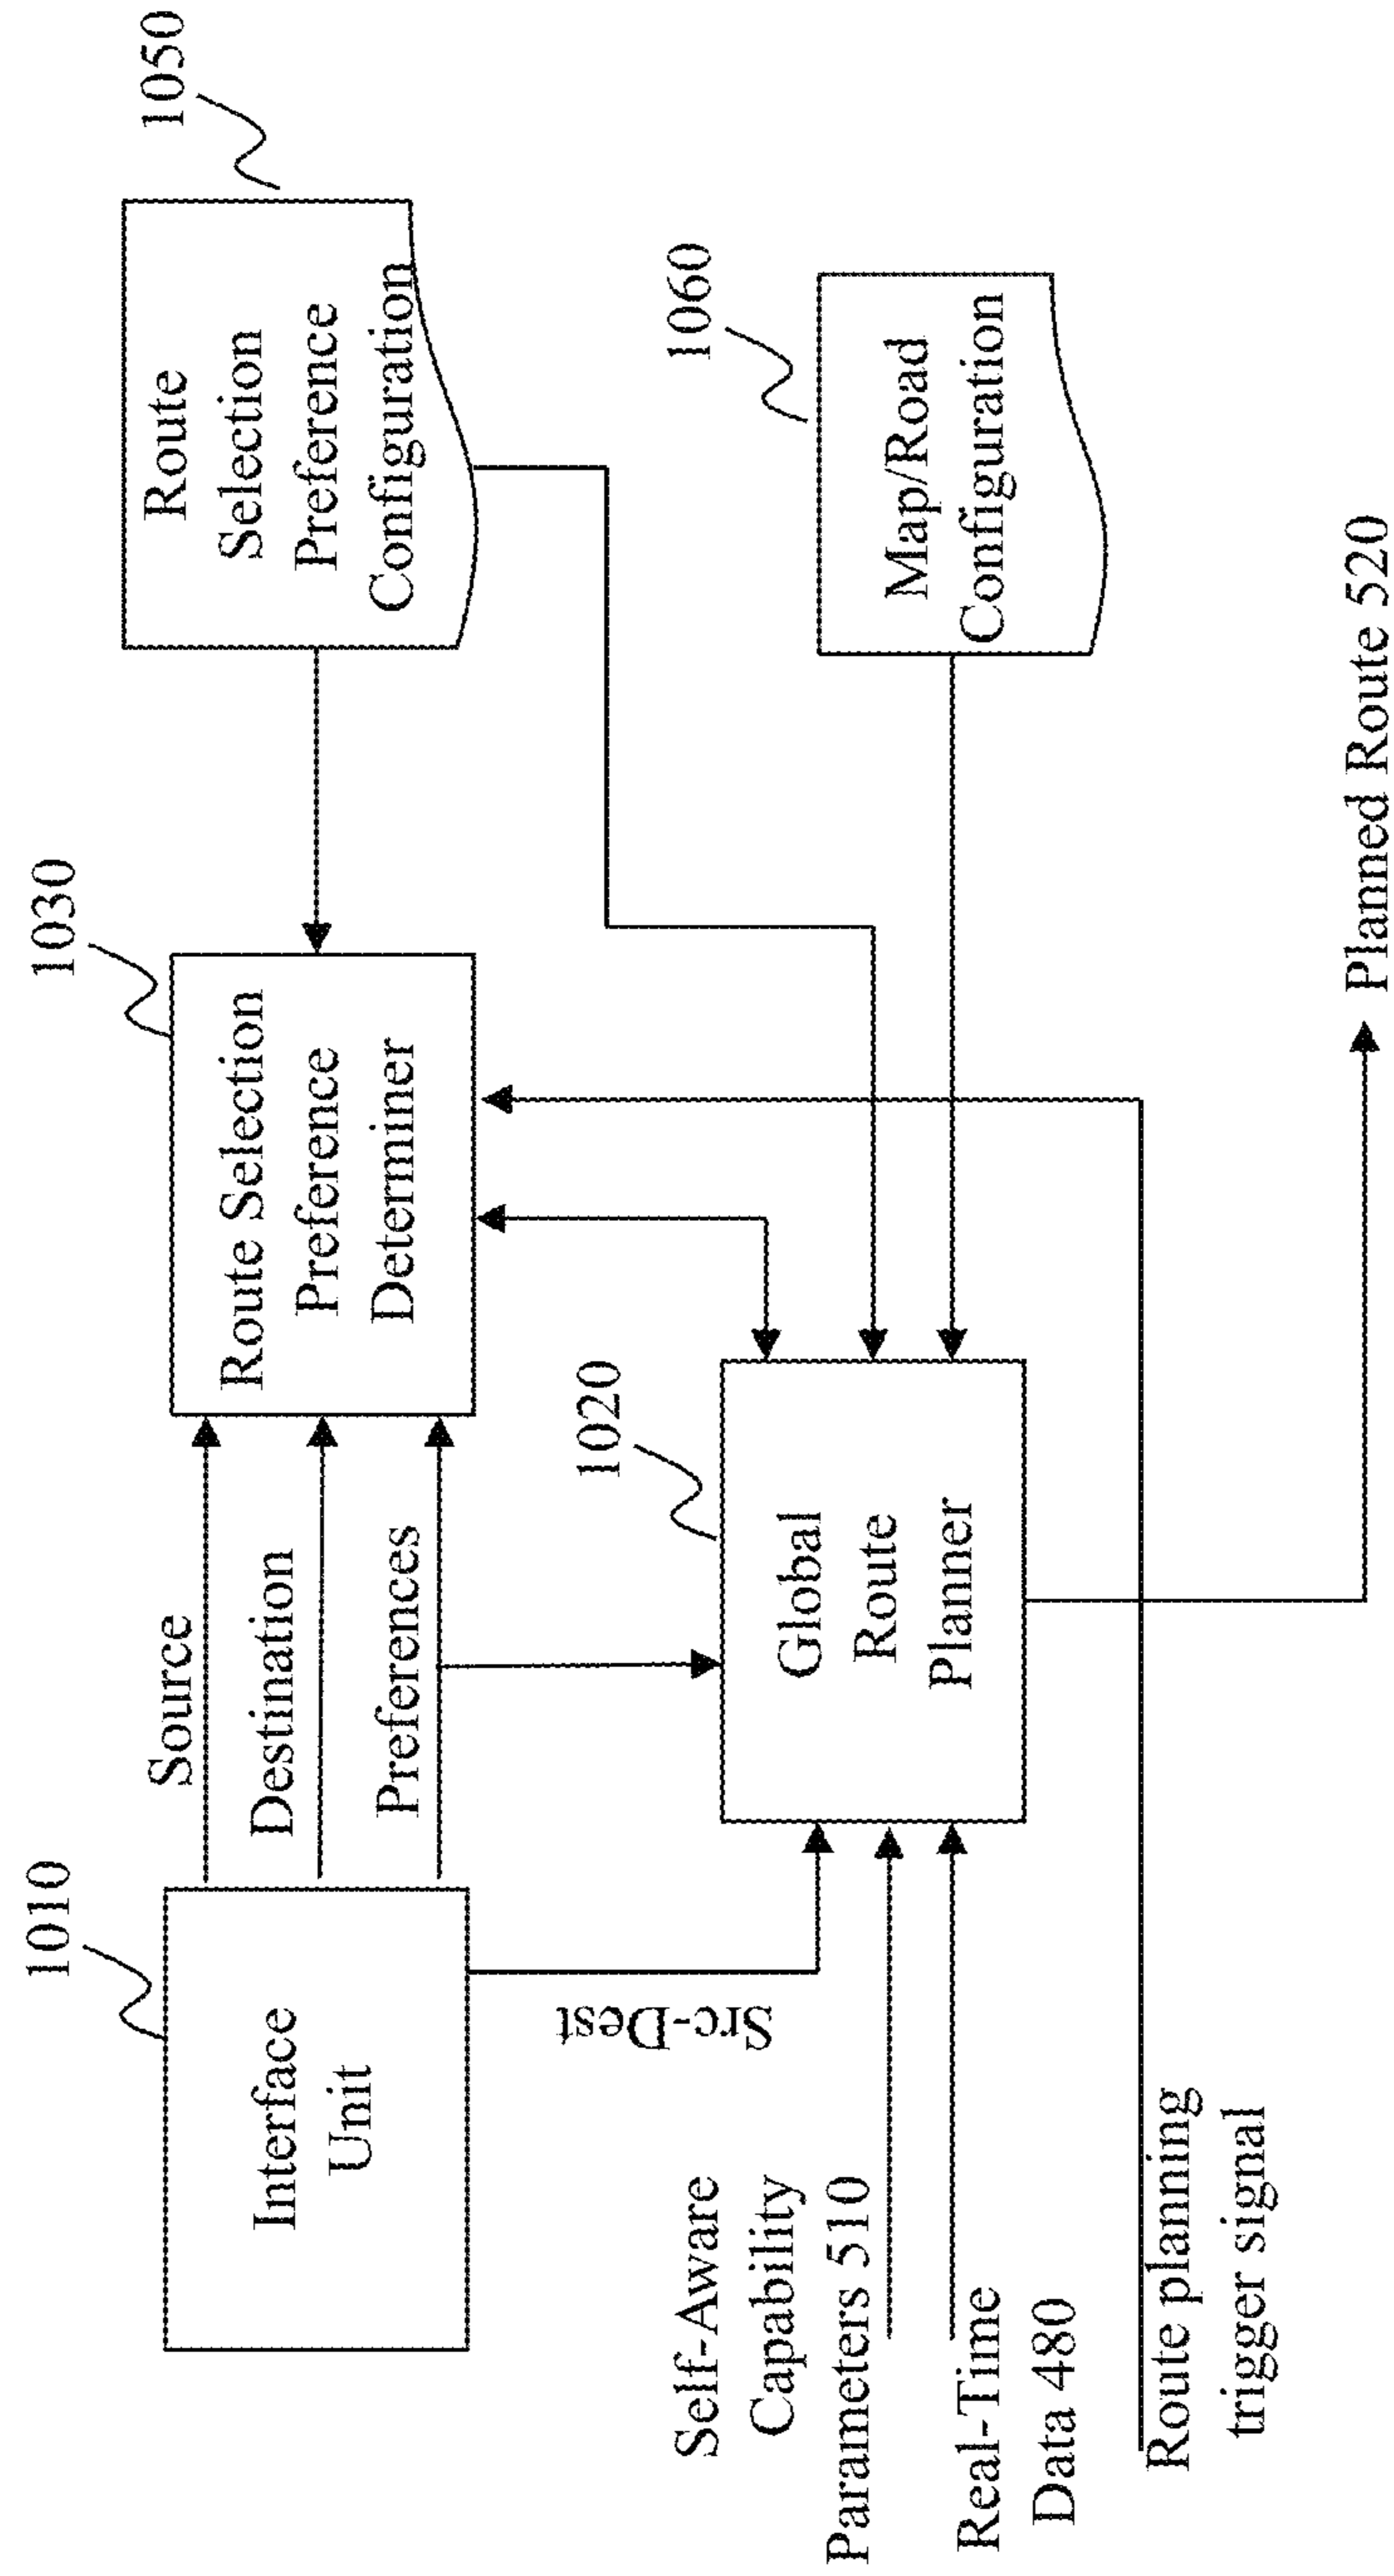 1010
Interface
Unit
Source
Destination
Preferences
1030
Route Selection
Preference
Determiner
1050
Route
Selection
Preference
Configuration
Src-Dest
1020
Global
Route
Planner
1060
Map/Road
Configuration
Self-Aware
Capability
Parameters 510
Real-Time
Data 480
Route planning
trigger signal
Planned Route 520